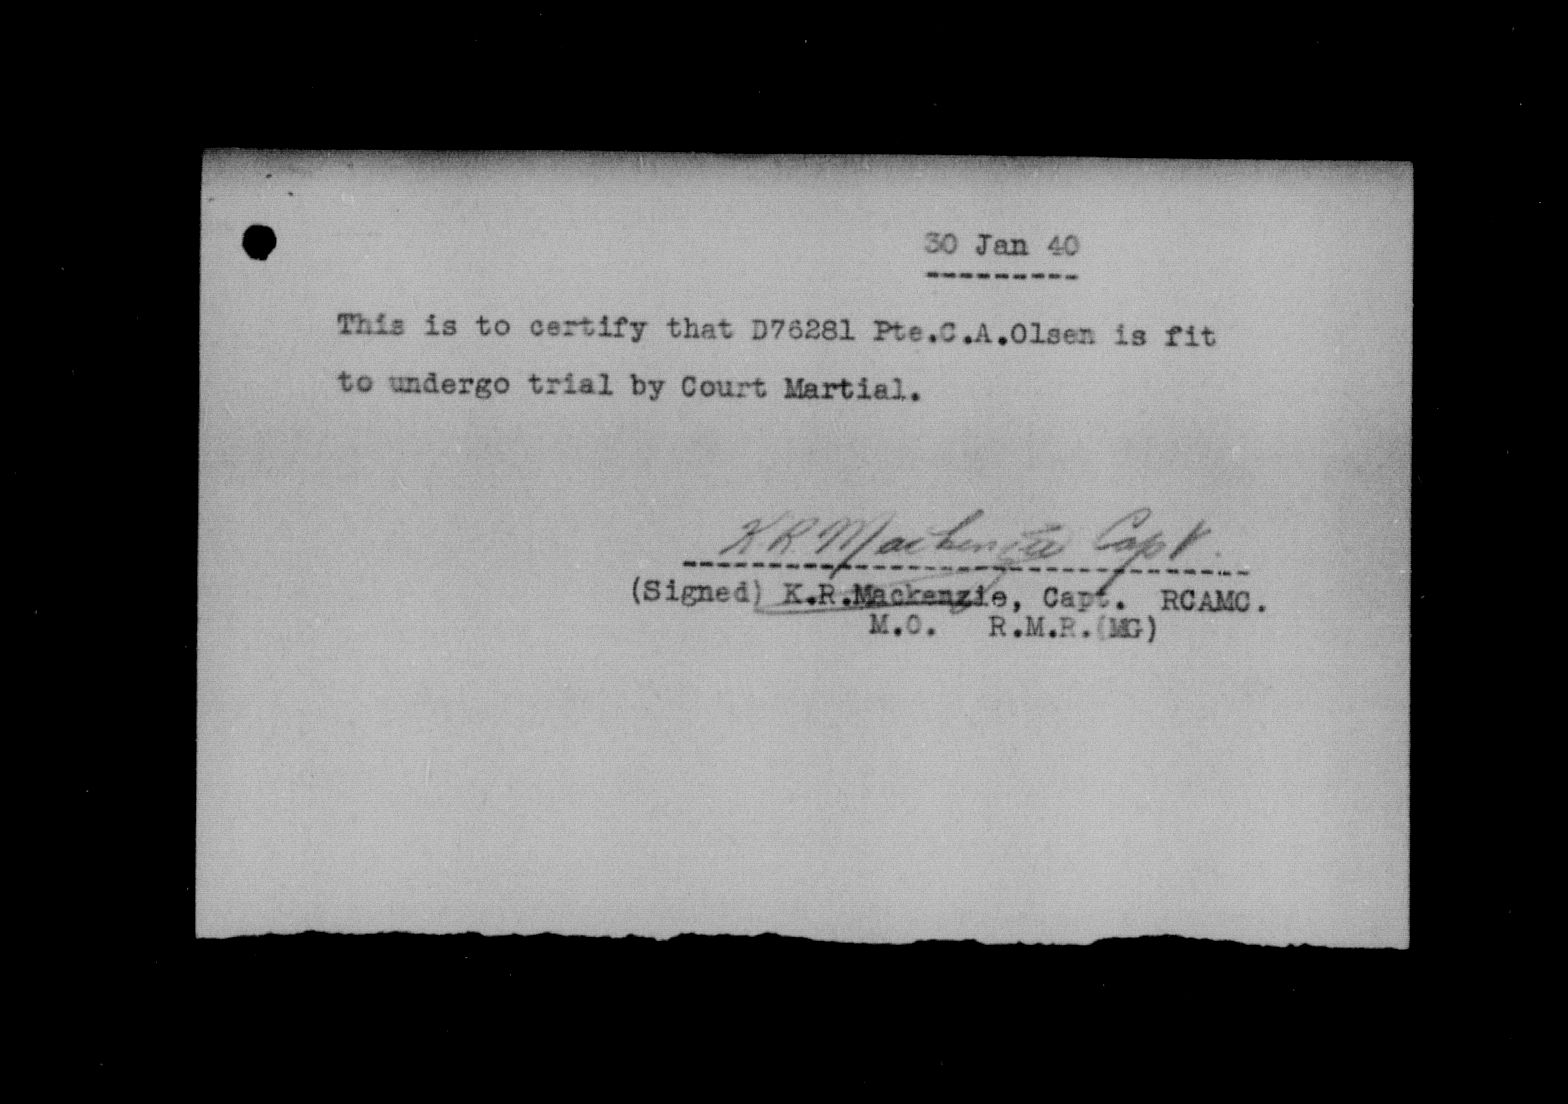 30 Jan 40
----------
This is to certify that D76281 Pte.C.A.Olsen is fit
to undergo trial by Court Martial.
K.R. Mackenzie Capt.
(Signed) K.R.Mackenzie, Capt. RCAMC.
M.O. R.M.R.(MG)